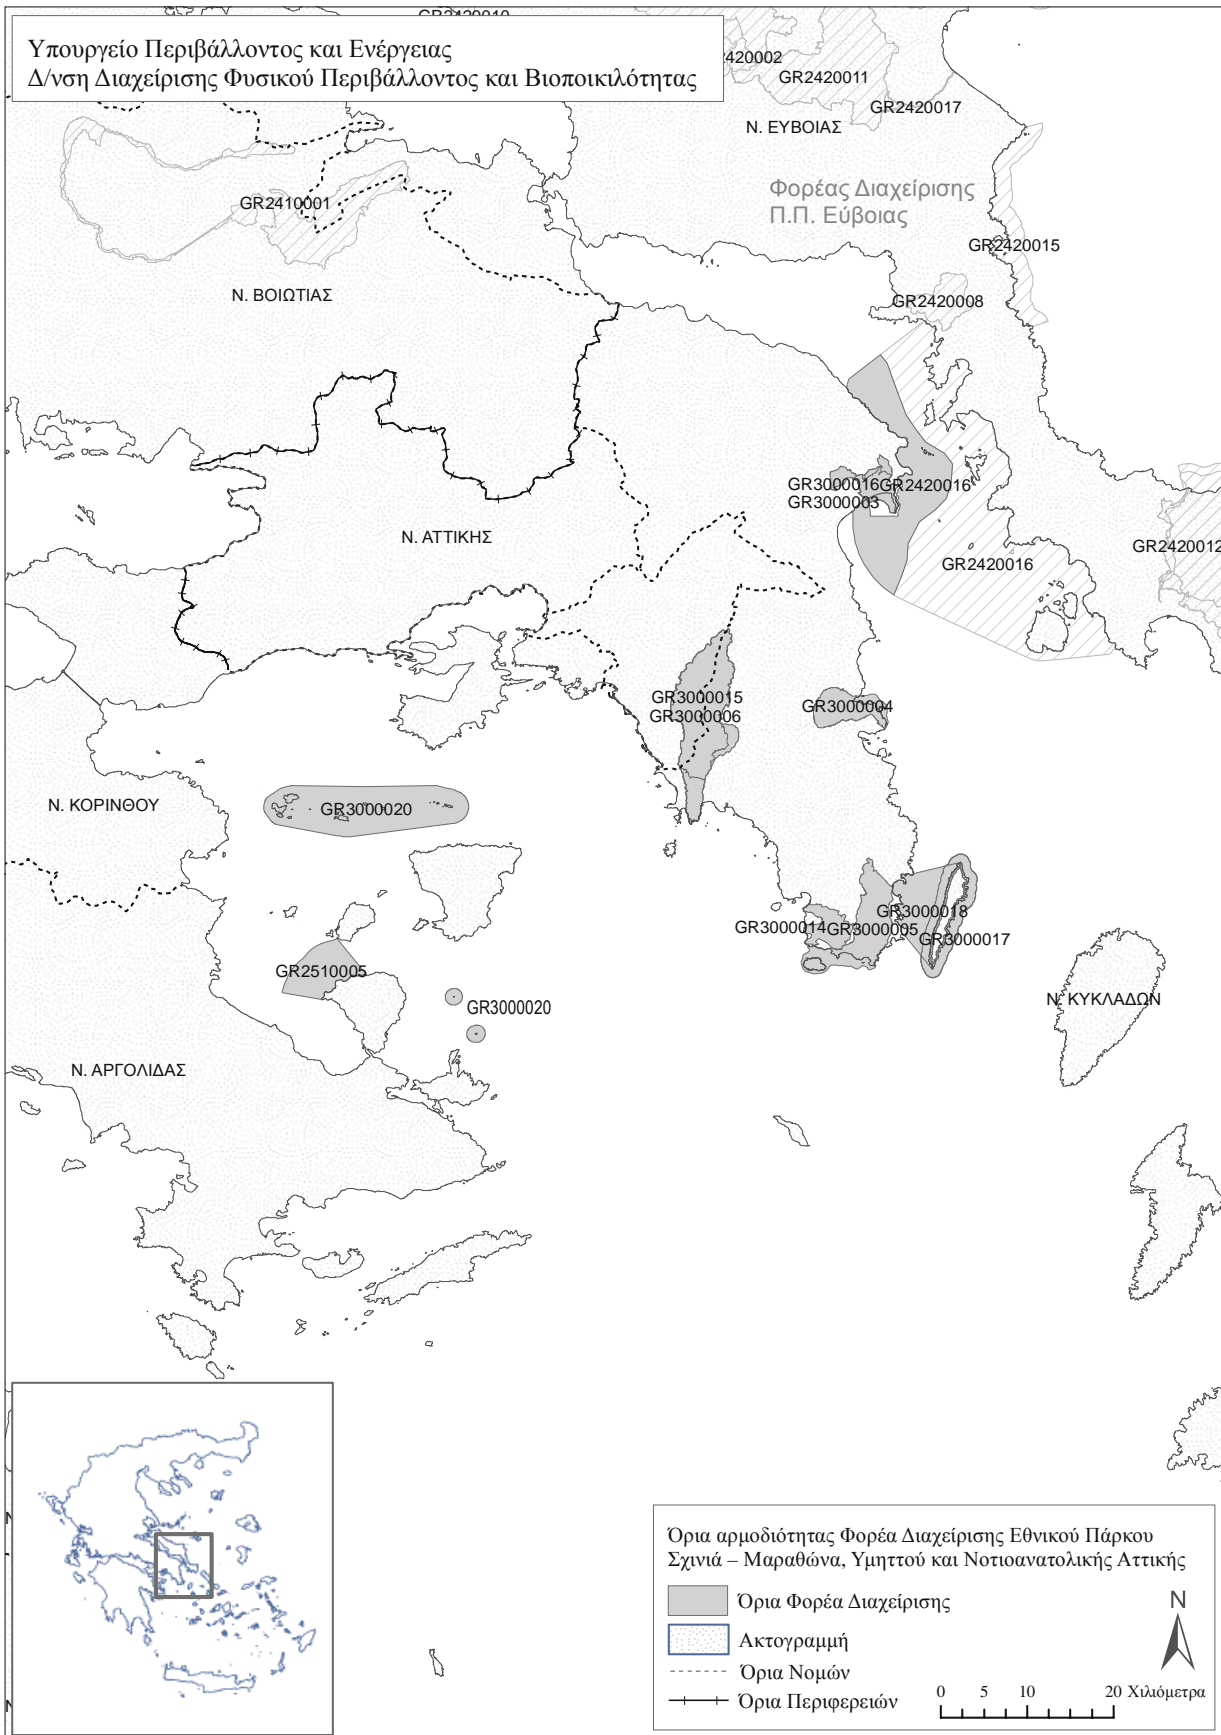 GR2420010
Υπουργείο Περιβάλλοντος και Ενέργειας
Δ/νση Διαχείρισης Φυσικού Περιβάλλοντος και Βιοποικιλότητας
2420002
GR2420011
GR2420017
Ν. ΕΥΒΟΙΑΣ
Φορέας Διαχείρισης
Π.Π. Εύβοιας
GR2410001
GR2420015
Ν. ΒΟΙΩΤΙΑΣ
GR2420008
GR3000016
GR2420016
GR3000003
Ν. ΑΤΤΙΚΗΣ
GR2420012
GR2420016
GR3000015
GR3000006
GR3000004
Ν. ΚΟΡΙΝΘΟΥ
GR3000020
GR3000018
GR3000014
GR3000005
GR3000017
GR2510005
GR3000020
Ν. ΚΥΚΛΑΔΩΝ
Ν. ΑΡΓΟΛΙΔΑΣ
Όρια αρμοδιότητας Φορέα Διαχείρισης Εθνικού Πάρκου
Σχινιά – Μαραθώνα, Υμηττού και Νοτιοανατολικής Αττικής
Όρια Φορέα Διαχείρισης
Ακτογραμμή
Όρια Νομών
Όρια Περιφερειών
N
0 5 10 20 Χιλιόμετρα